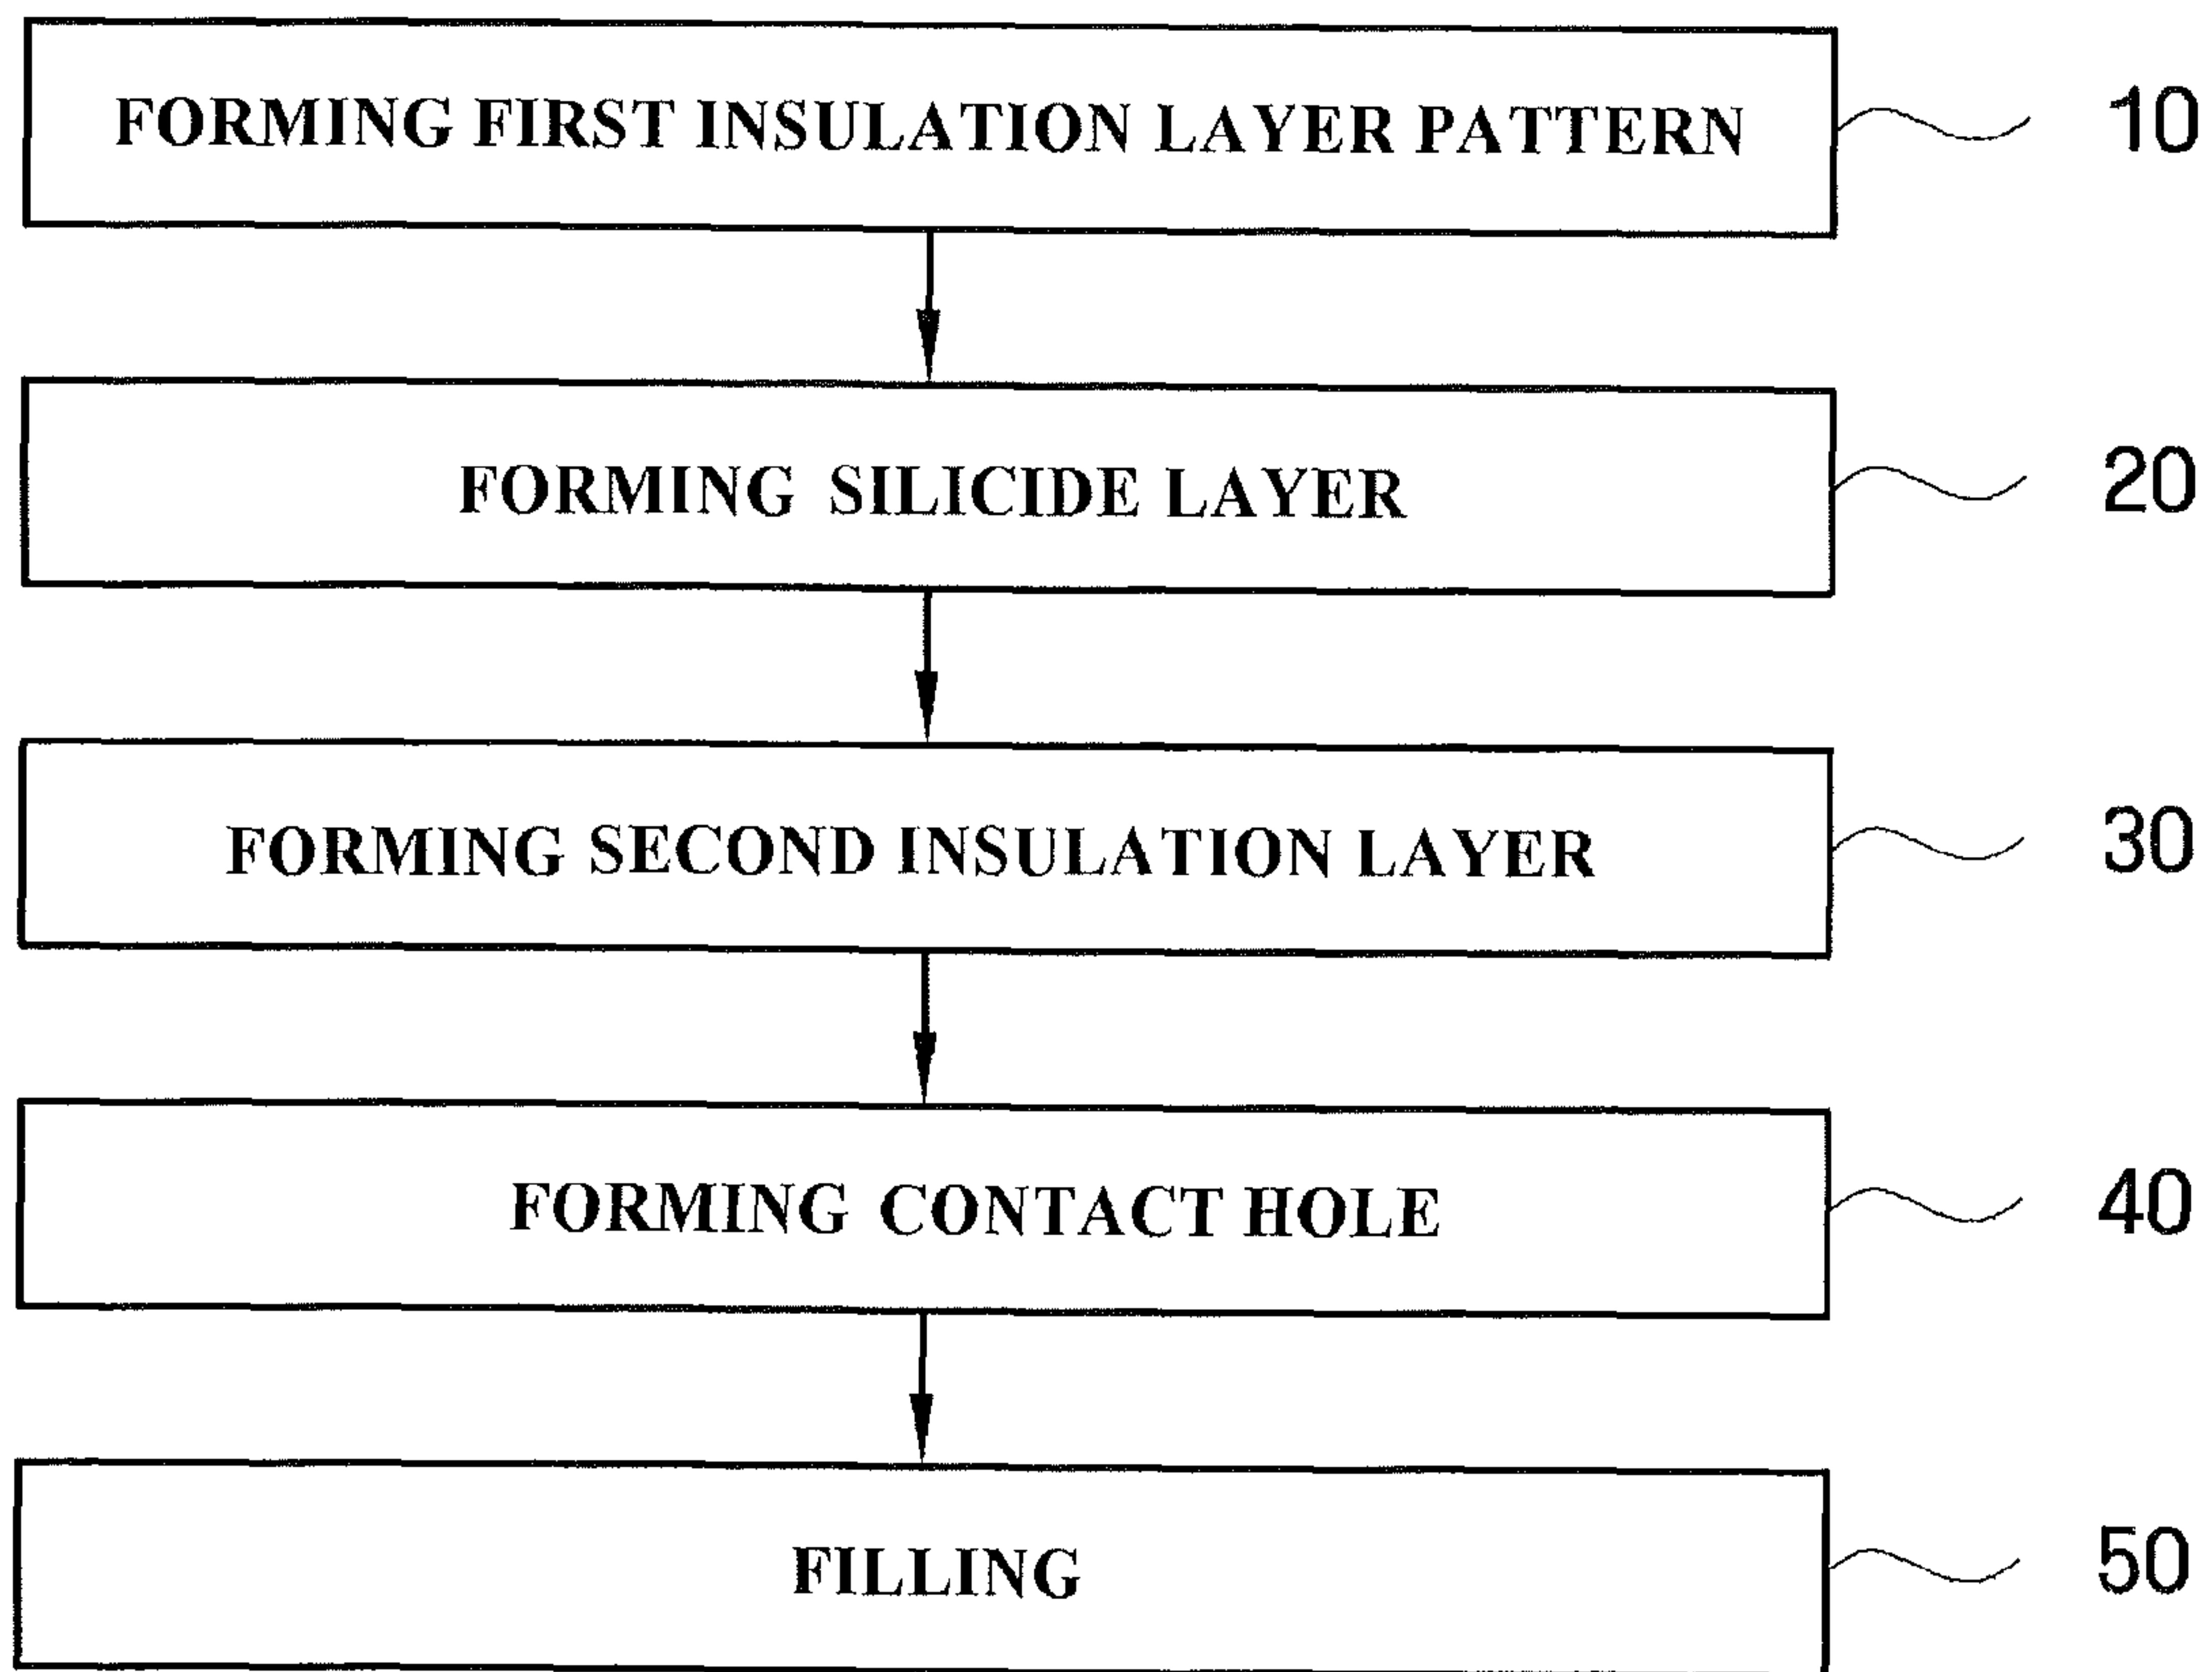 FORMING FIRST INSULATION LAYER PATTERN 10
FORMING SILICIDE LAYER 20
FORMING SECOND INSULATION LAYER 30
FORMING CONTACT HOLE 40
FILLING 50